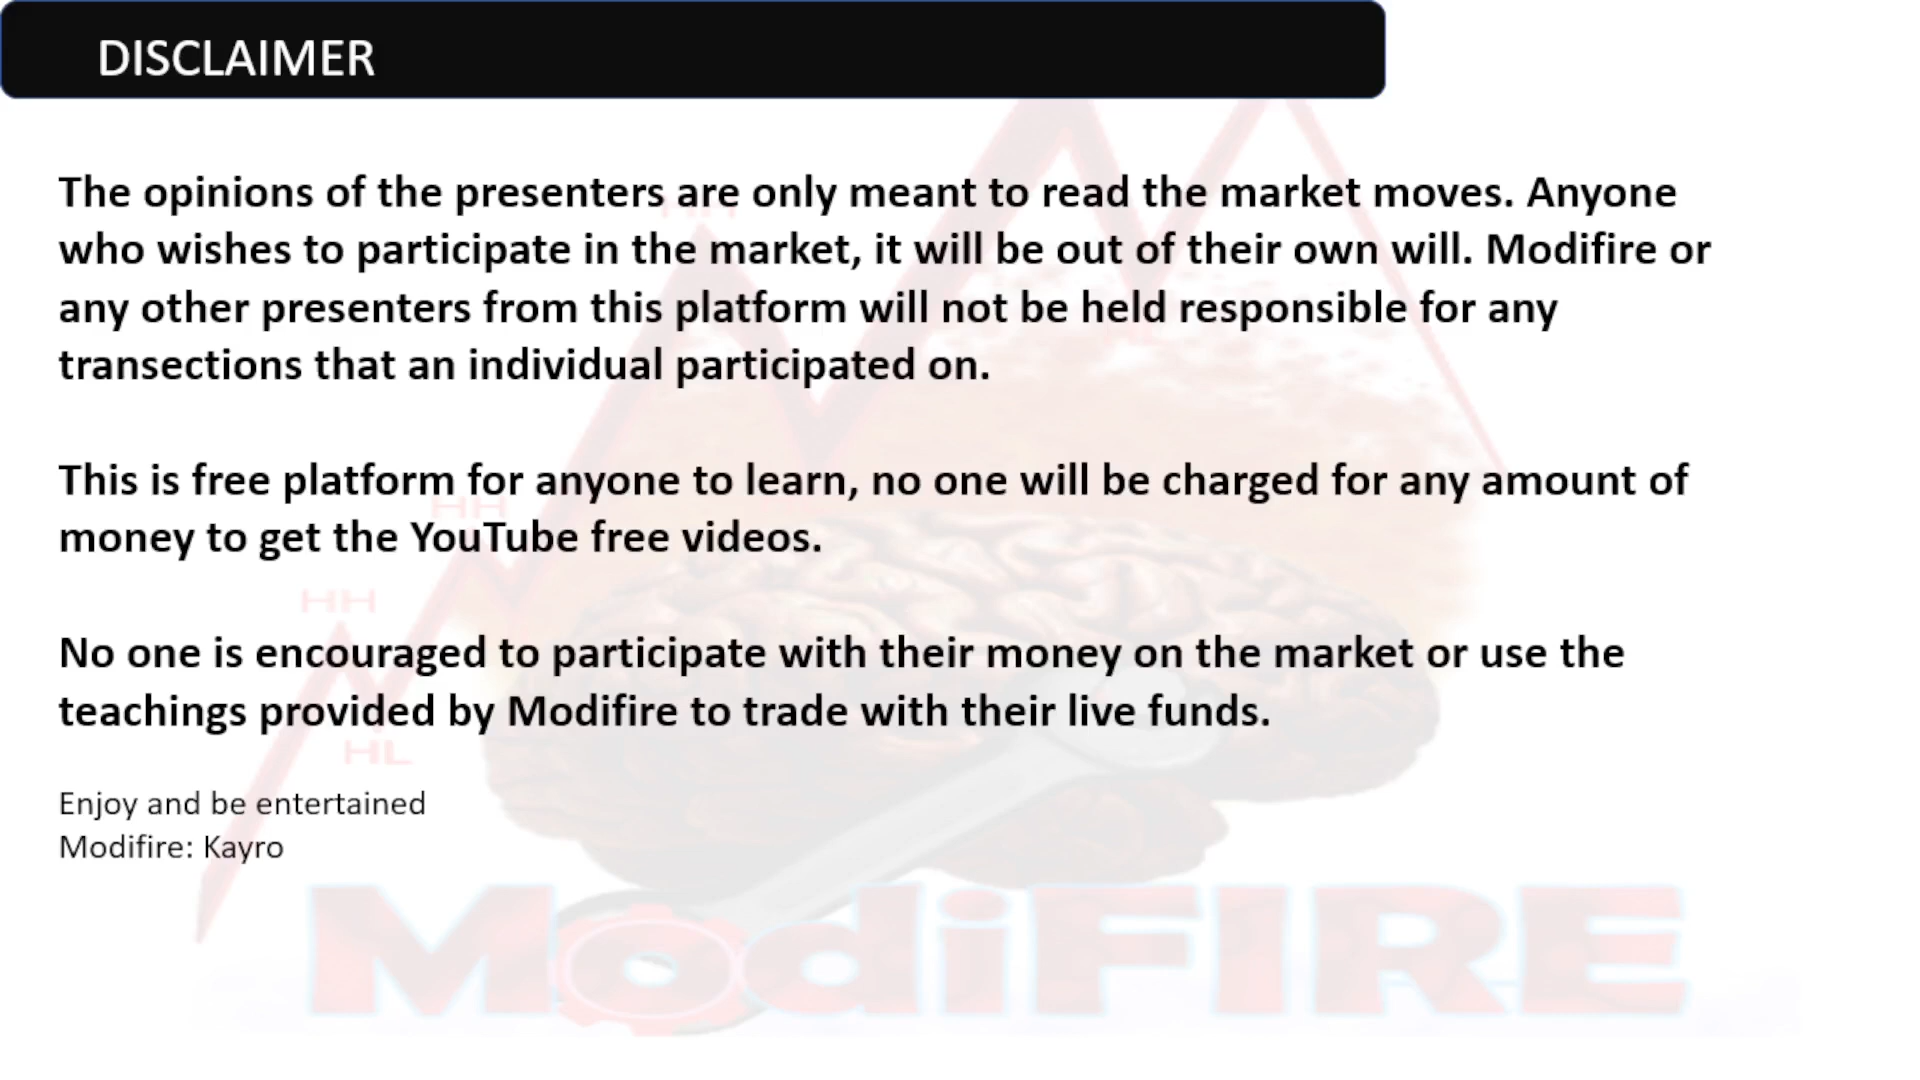 DISCLAIMER
The opinions of the presenters are only meant to read the market moves. Anyone
who wishes to participate in the market, it will be out of their own will. Modifire or
any other presenters from this platform will not be held responsible for any
transections that an individual participated on.
This is free platform for anyone to learn, no one will be charged for any amount of
money to get the YouTube free videos.
No one is encouraged to participate with their money on the market or use the
teachings provided by Modifire to trade with their live funds.
Enjoy and be entertained
Modifire: Kayro
HH
HH
HH
HL
ModiFIRE